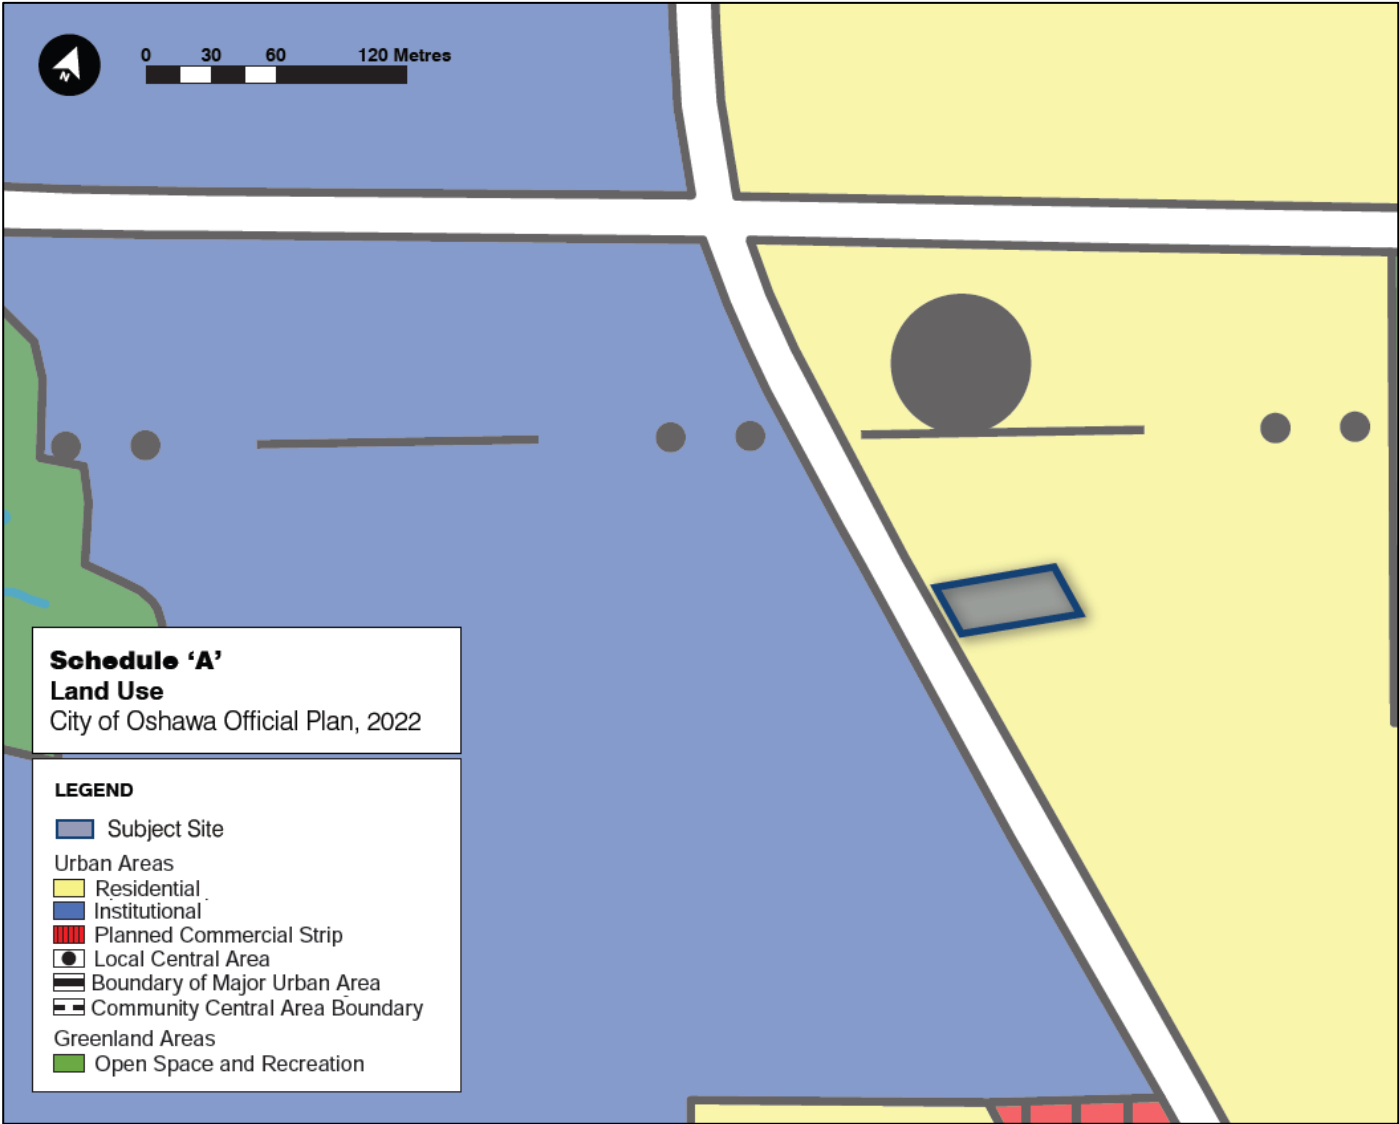 0 30 60 120 Metres
N
Schedule ‘A’
Land Use
City of Oshawa Official Plan, 2022
LEGEND
Subject Site
Urban Areas
Residential
Institutional
Planned Commercial Strip
Local Central Area
Boundary of Major Urban Area
Community Central Area Boundary
Greenland Areas
Open Space and Recreation